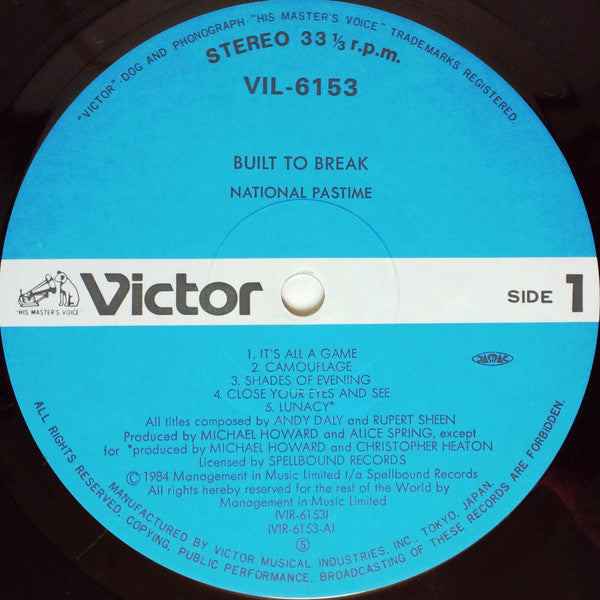 "VICTOR"-DOG AND PHONOGRAPH-"HIS MASTER'S VOICE" TRADEMARKS REGISTERED.
STEREO 33 1/3 r.p.m.
VIL-6153
BUILT TO BREAK
NATIONAL PASTIME
"HIS MASTER'S VOICE"
Victor
SIDE 1
1. IT'S ALL A GAME
2. CAMOUFLAGE
3. SHADES OF EVENING
4. CLOSE YOUR EYES AND SEE
5. LUNACY*
JASRAC
All titles composed by ANDY DALY and RUPERT SHEEN
Produced by MICHAEL HOWARD and ALICE SPRING, except
for *produced by MICHAEL HOWARD and CHRISTOPHER HEATON
Licensed by SPELLBOUND RECORDS
Ⓒ 1984 Management in Music Limited t/a Spellbound Records
All rights hereby reserved for the rest of the World by
Management in Music Limited
(VIR-6153)
(VIR-6153-A)
⑤
ALL RIGHTS RESERVED. COPYING, PUBLIC PERFORMANCE, BROADCASTING OF THESE RECORDS ARE FORBIDDEN.
MANUFACTURED BY VICTOR MUSICAL INDUSTRIES, INC., TOKYO, JAPAN